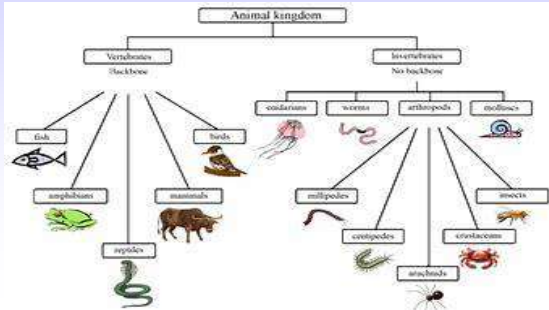 Animal kingdom
Vertebrates
Backbone
Invertebrates
No backbone
cnidarians
worms
arthropods
molluscs
fish
birds
amphibians
mammals
reptiles
millipedes
insects
centipedes
crustaceans
arachnids